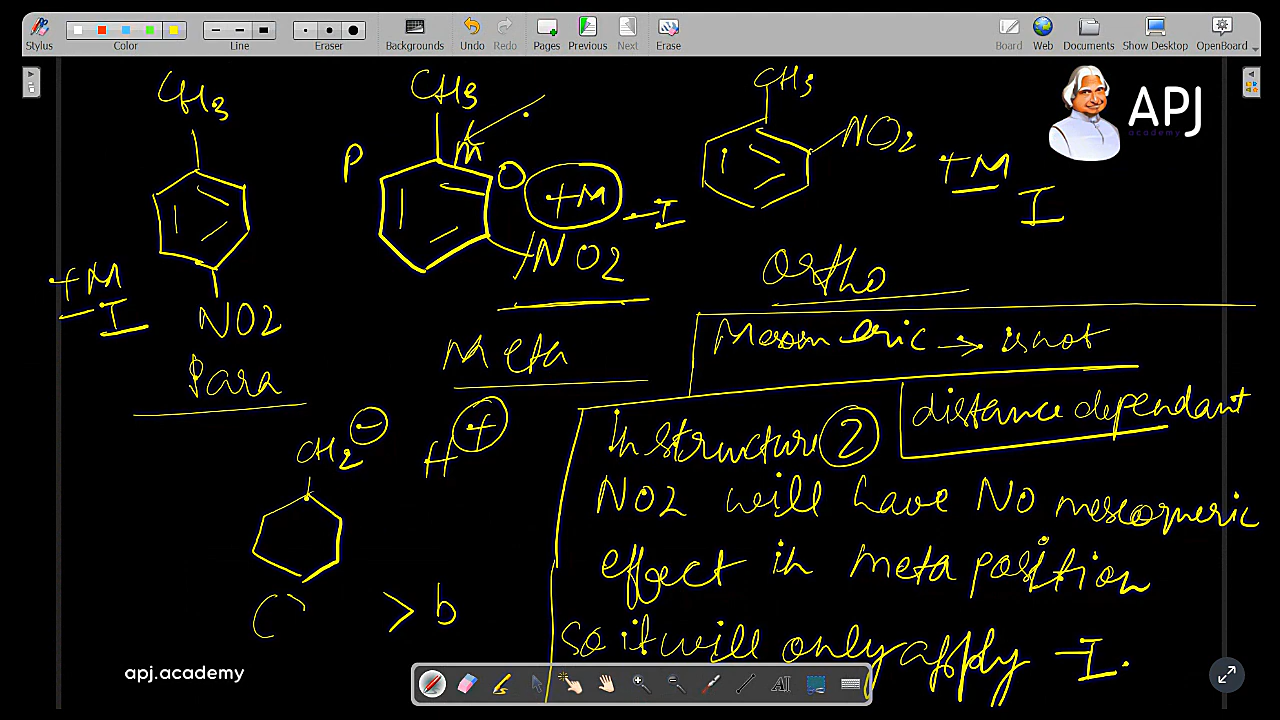 Stylus
Color
Line
Eraser
Backgrounds
Undo
Redo
Pages
Previous
Next
Erase
Board
Web
Documents
Show Desktop
OpenBoard
APJ
academy
CH3
NO2
+M
-I
Para
CH3
P
m
O
+M
-I
NO2
Meta
CH3
NO2
+M
I
Ortho
Mesomeric → is not
distance dependant
In structure 2
NO2 will have No mesomeric
effect in meta position
so it will only apply -I.
CH2 -
H +
> b
apj.academy